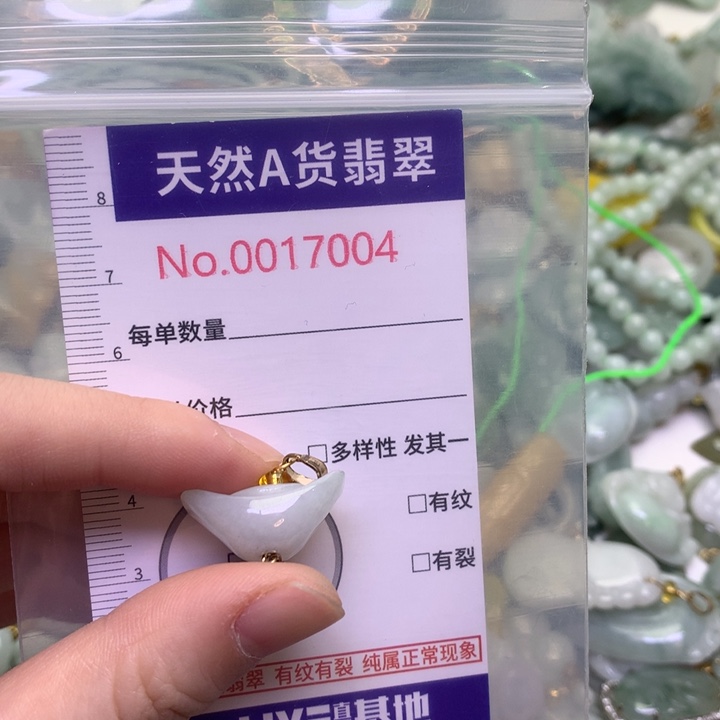 天然A货翡翠
8
No.0017004
7
每单数量
6
价格
□多样性 发其一
4
□有纹
□有裂
3
翡翠 有纹有裂 纯属正常现象
基地